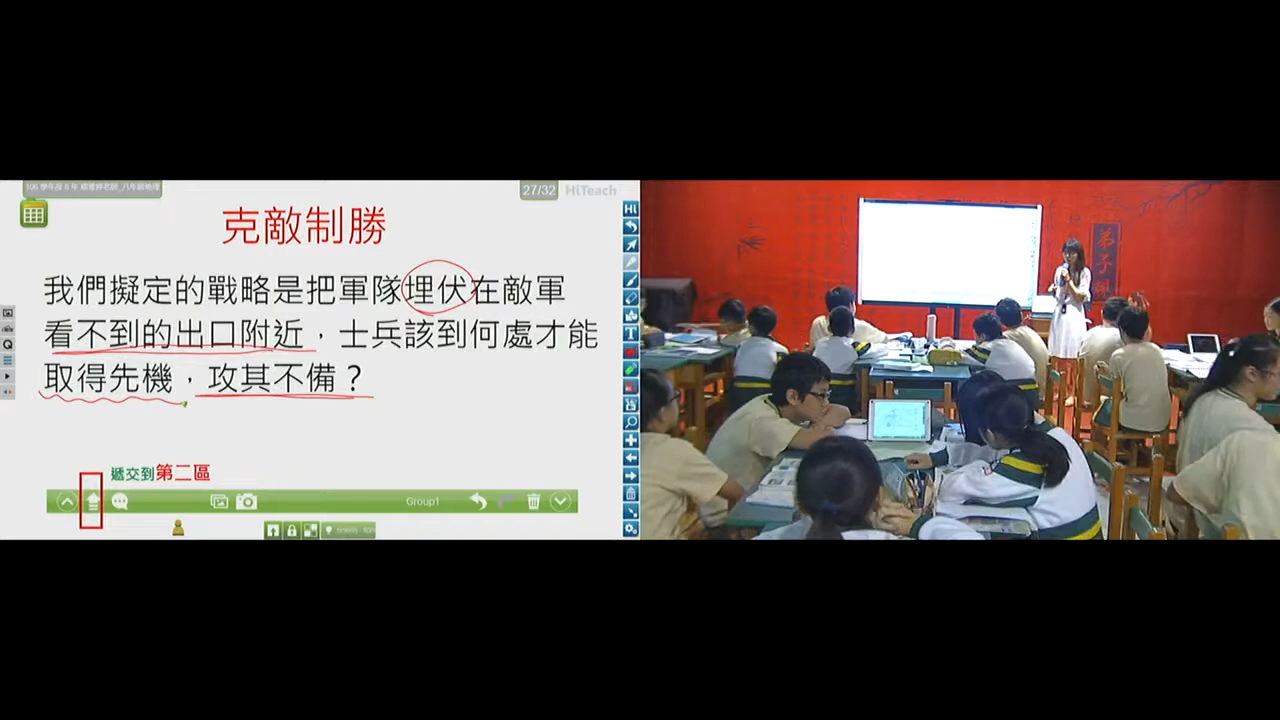 27/32
HiTeach
克敵制勝
我們擬定的戰略是把軍隊埋伏在敵軍
看不到的出口附近，士兵該到何處才能
取得先機，攻其不備？
遞交到第二區
Group1
弟子規